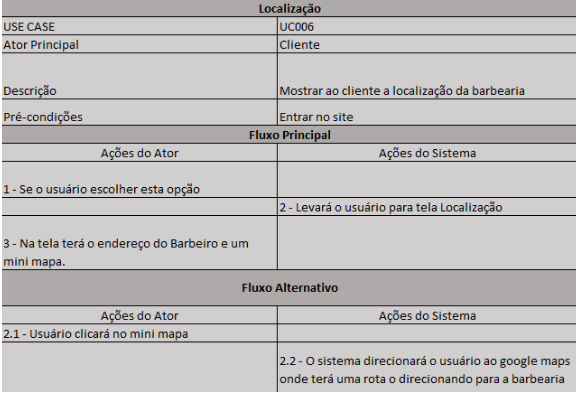 Localização
USE CASE UC006
Ator Principal Cliente
Descrição Mostrar ao cliente a localização da barbearia
Pré-condições Entrar no site
Fluxo Principal
Ações do Ator Ações do Sistema
1 - Se o usuário escolher esta opção
2 - Levará o usuário para tela Localização
3 - Na tela terá o endereço do Barbeiro e um
mini mapa.
Fluxo Alternativo
Ações do Ator Ações do Sistema
2.1 - Usuário clicará no mini mapa
2.2 - O sistema direcionará o usuário ao google maps
onde terá uma rota o direcionando para a barbearia